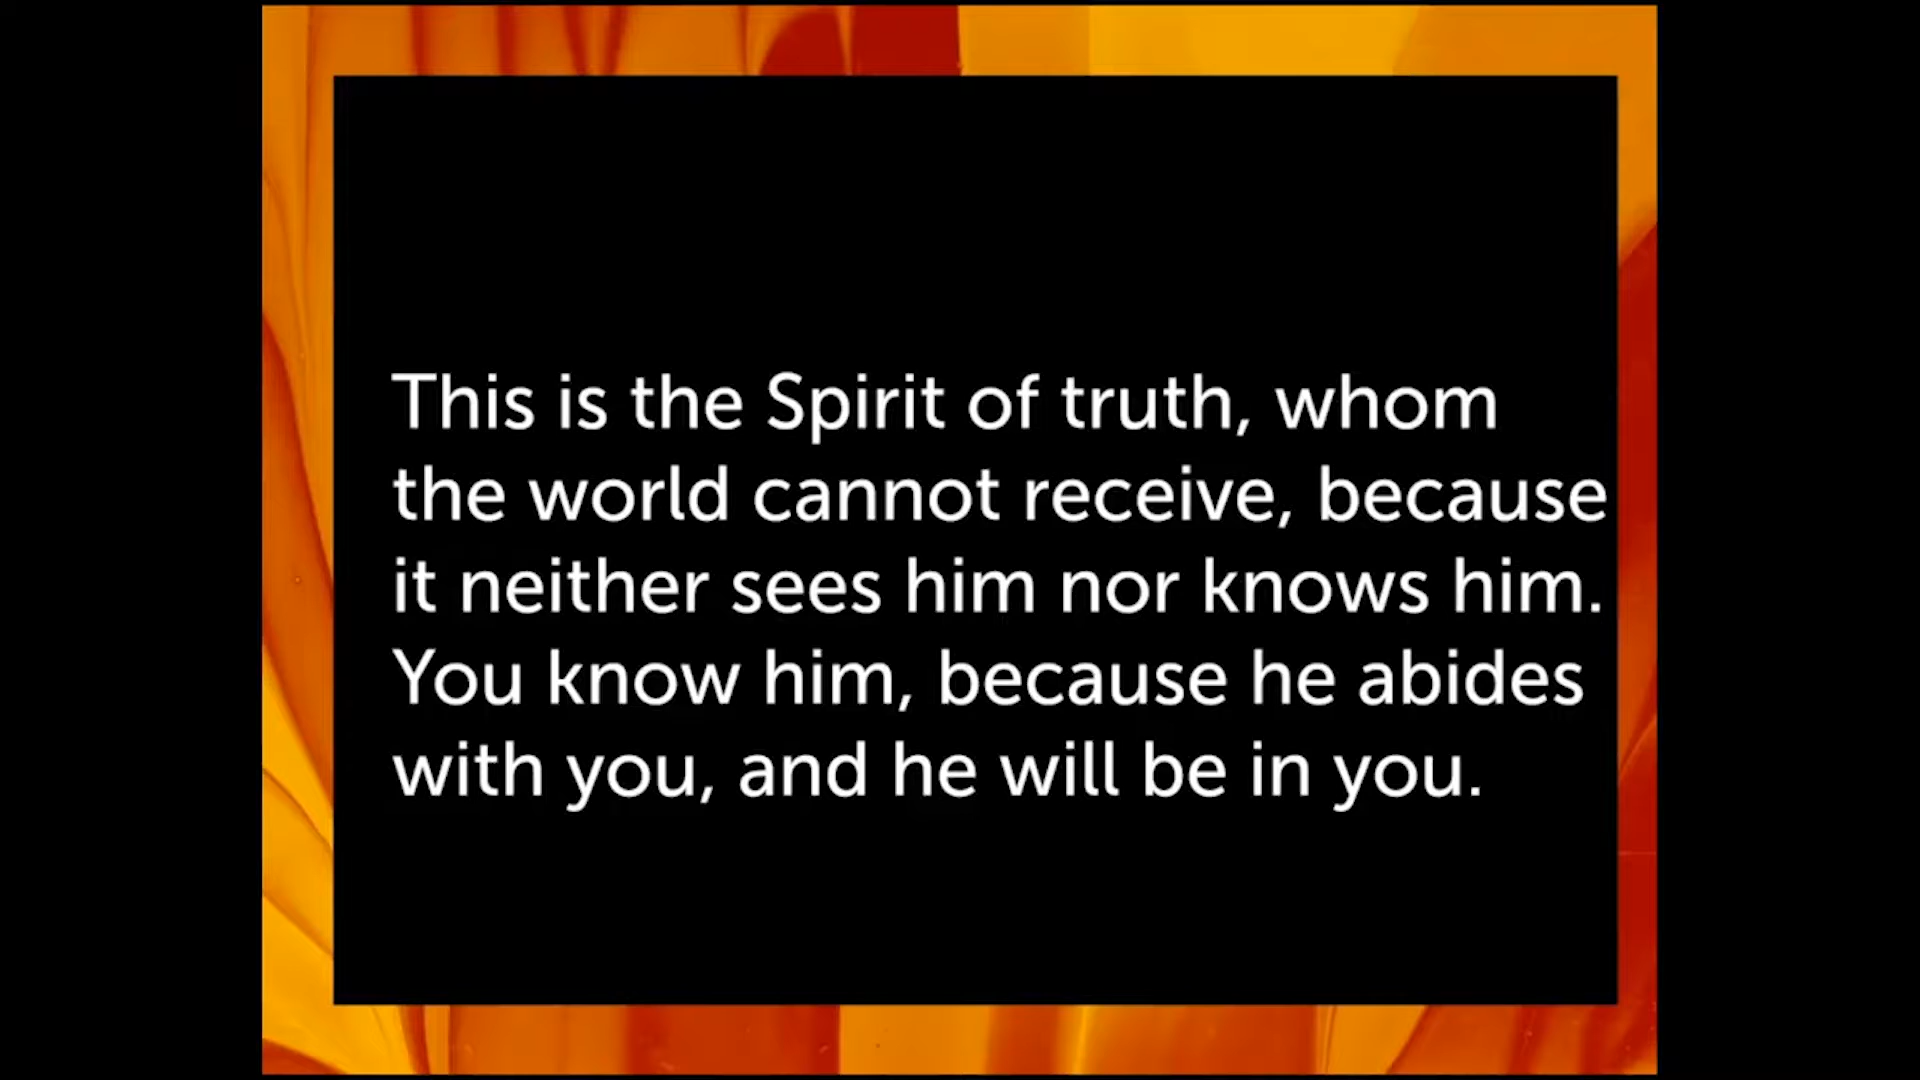 This is the Spirit of truth, whom
the world cannot receive, because
it neither sees him nor knows him.
You know him, because he abides
with you, and he will be in you.